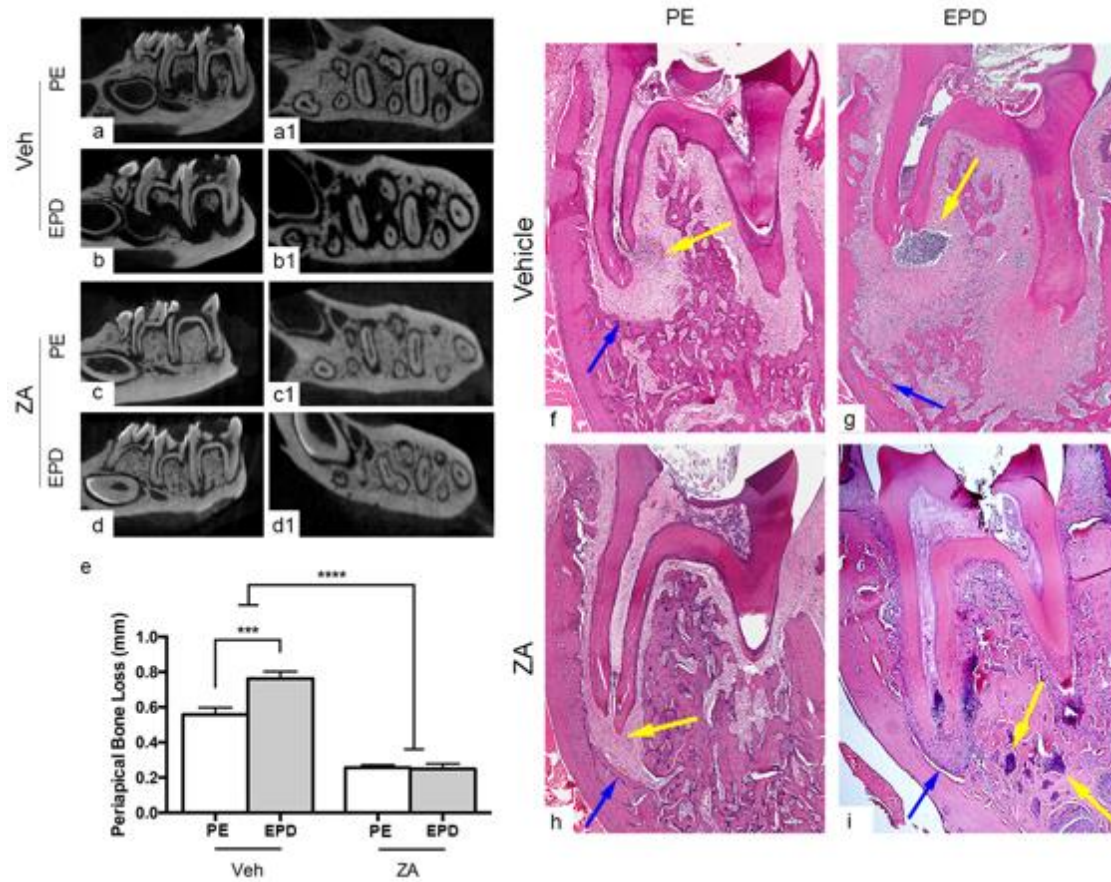 PE
EPD
Veh
PE
a
a1
EPD
b
b1
ZA
PE
c
c1
EPD
d
d1
Vehicle
f
g
ZA
h
i
e
****
***
Periapical Bone Loss (mm)
1.0
0.8
0.6
0.4
0.2
0.0
PE EPD PE EPD
Veh ZA